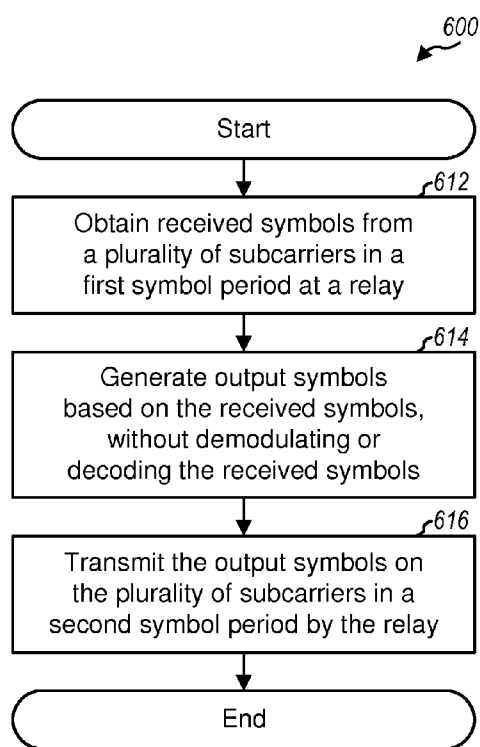 600
Start
612
Obtain received symbols from
a plurality of subcarriers in a
first symbol period at a relay
614
Generate output symbols
based on the received symbols,
without demodulating or
decoding the received symbols
616
Transmit the output symbols on
the plurality of subcarriers in a
second symbol period by the relay
End